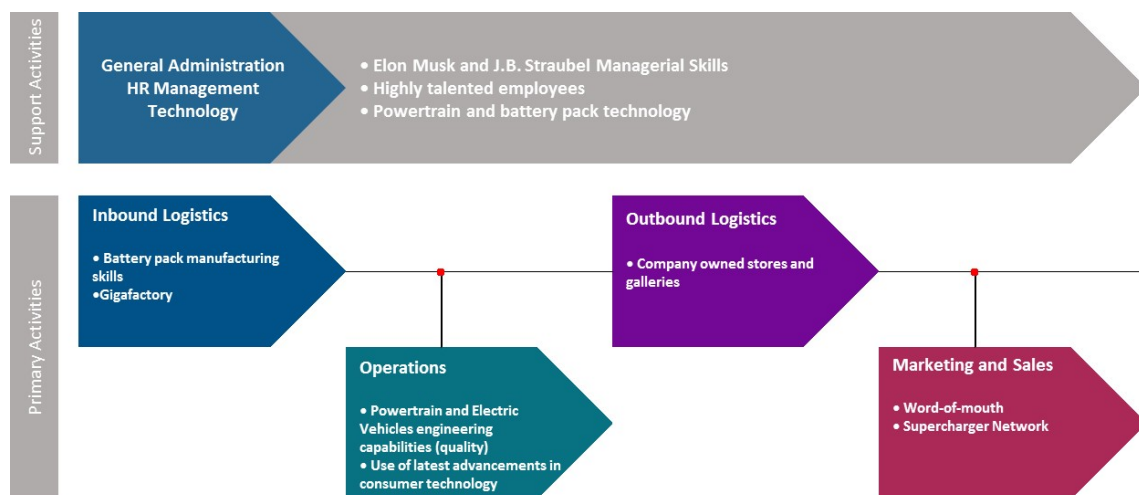 Support Activities
General Administration
HR Management
Technology
• Elon Musk and J.B. Straubel Managerial Skills
• Highly talented employees
• Powertrain and battery pack technology
Primary Activities
Inbound Logistics
• Battery pack manufacturing
skills
•Gigafactory
Operations
• Powertrain and Electric
Vehicles engineering
capabilities (quality)
• Use of latest advancements in
consumer technology
Outbound Logistics
• Company owned stores and
galleries
Marketing and Sales
• Word-of-mouth
• Supercharger Network